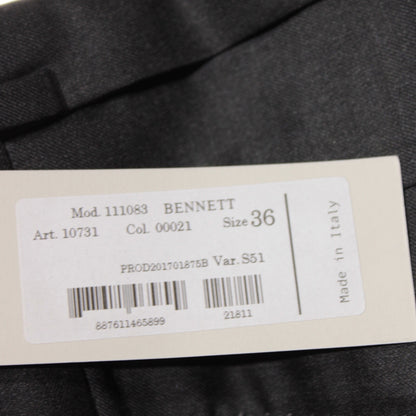 Mod. 111083 BENNETT
Art. 10731 Col. 00021 Size 36
PROD201701875B Var. S51
887611465899 21811
Made in Italy